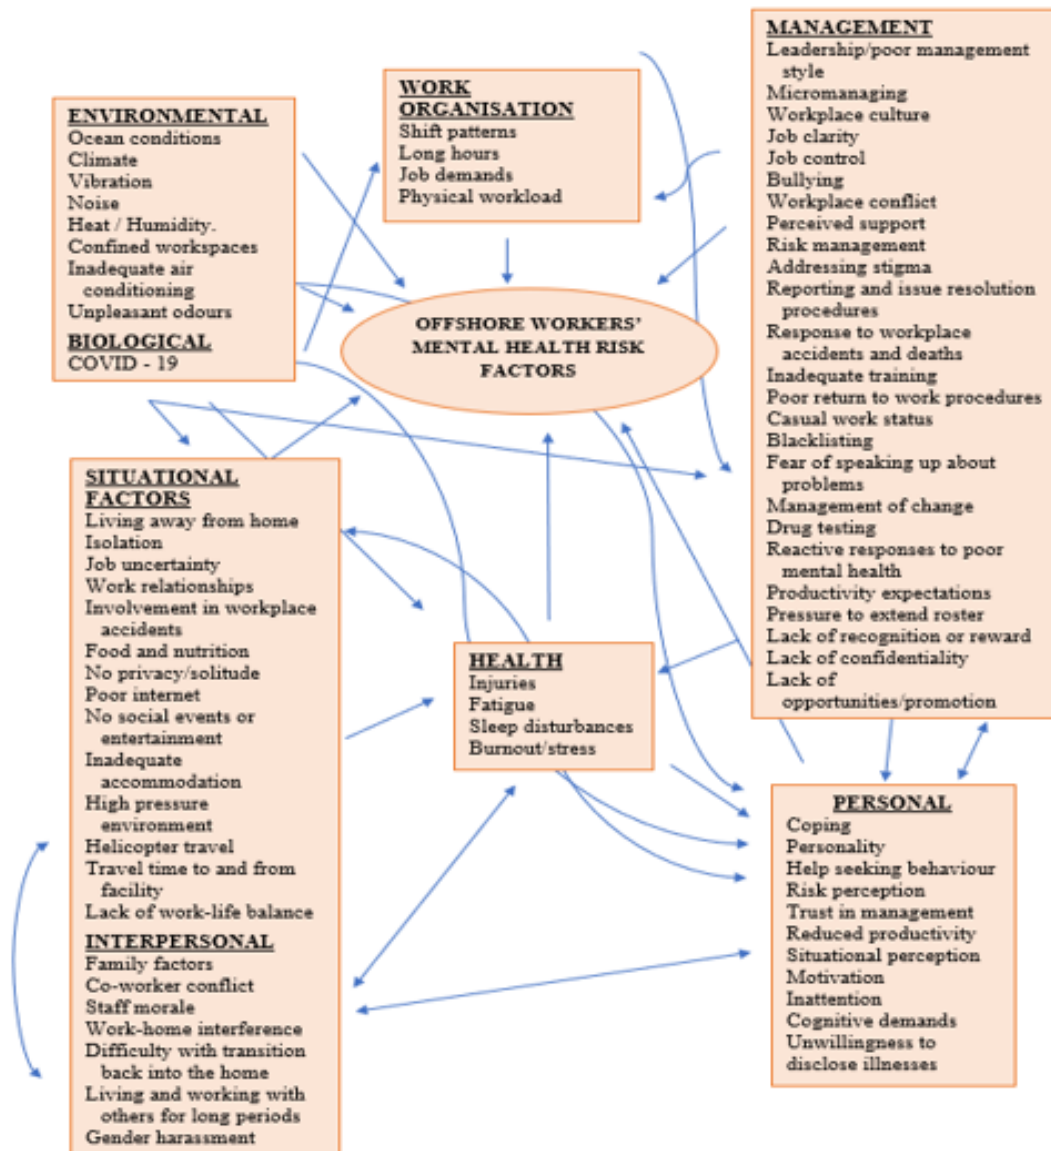 ENVIRONMENTAL
Ocean conditions
Climate
Vibration
Noise
Heat / Humidity.
Confined workspaces
Inadequate air
conditioning
Unpleasant odours
BIOLOGICAL
COVID - 19
WORK
ORGANISATION
Shift patterns
Long hours
Job demands
Physical workload
MANAGEMENT
Leadership/poor management
style
Micromanaging
Workplace culture
Job clarity
Job control
Bullying
Workplace conflict
Perceived support
Risk management
Addressing stigma
Reporting and issue resolution
procedures
Response to workplace
accidents and deaths
Inadequate training
Poor return to work procedures
Casual work status
Blacklisting
Fear of speaking up about
problems
Management of change
Drug testing
Reactive responses to poor
mental health
Productivity expectations
Pressure to extend roster
Lack of recognition or reward
Lack of confidentiality
Lack of
opportunities/promotion
OFFSHORE WORKERS'
MENTAL HEALTH RISK
FACTORS
SITUATIONAL
FACTORS
Living away from home
Isolation
Job uncertainty
Work relationships
Involvement in workplace
accidents
Food and nutrition
No privacy/solitude
Poor internet
No social events or
entertainment
Inadequate
accommodation
High pressure
environment
Helicopter travel
Travel time to and from
facility
Lack of work-life balance
INTERPERSONAL
Family factors
Co-worker conflict
Staff morale
Work-home interference
Difficulty with transition
back into the home
Living and working with
others for long periods
Gender harassment
HEALTH
Injuries
Fatigue
Sleep disturbances
Burnout/stress
PERSONAL
Coping
Personality
Help seeking behaviour
Risk perception
Trust in management
Reduced productivity
Situational perception
Motivation
Inattention
Cognitive demands
Unwillingness to
disclose illnesses